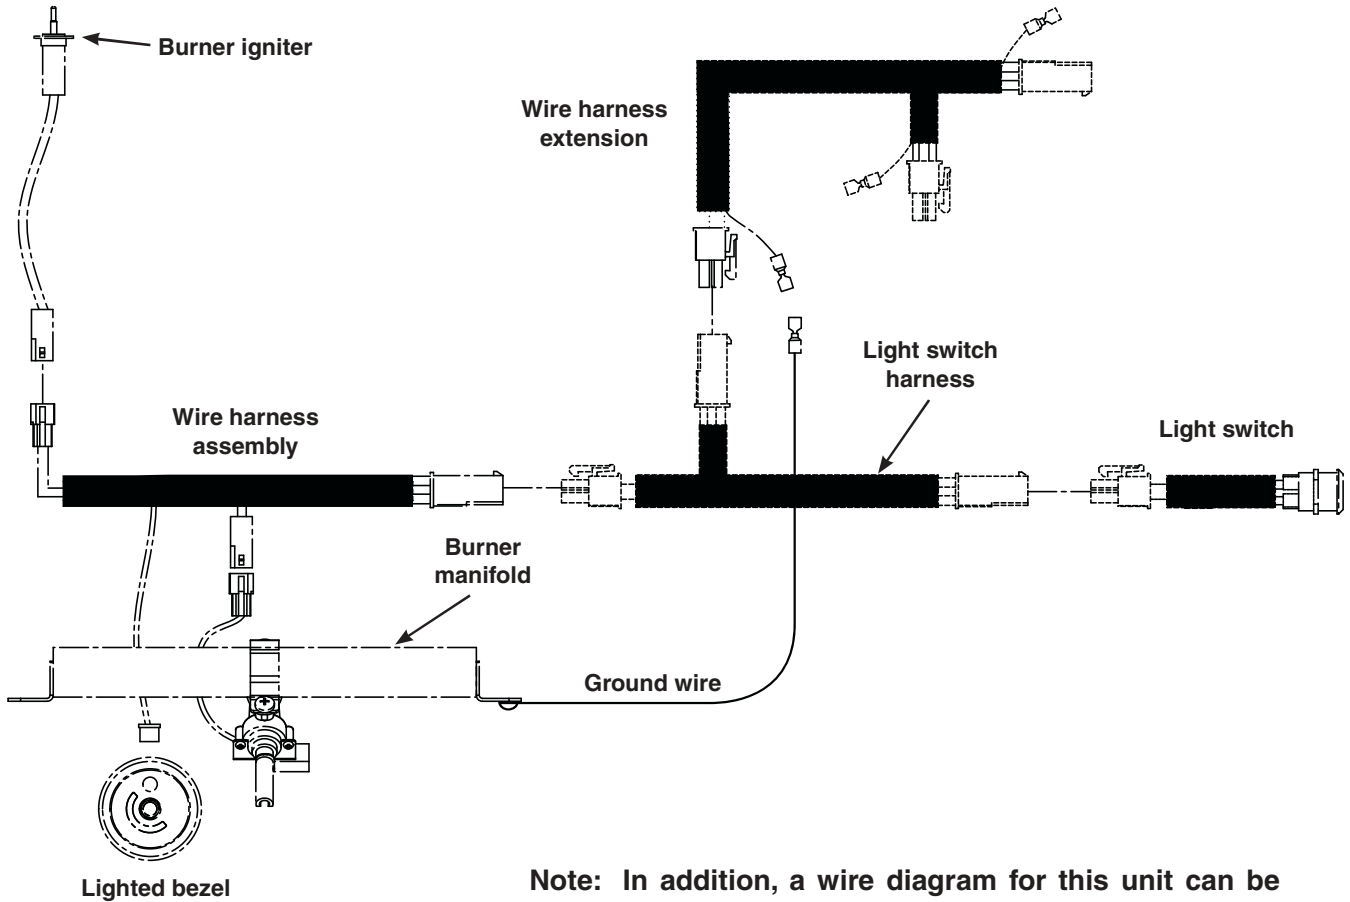 Burner igniter
Wire harness
extension
Light switch
harness
Wire harness
assembly
Light switch
Burner
manifold
Ground wire
Lighted bezel
Note: In addition, a wire diagram for this unit can be